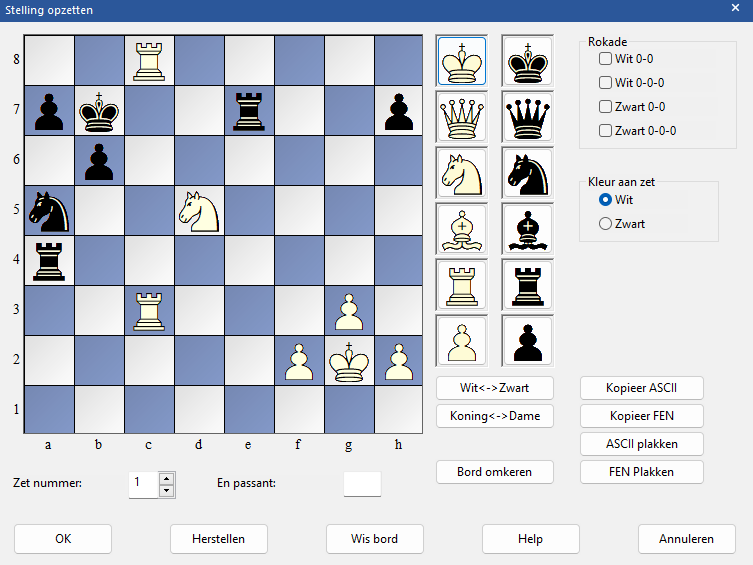 Stelling opzetten
8
7
6
5
4
3
2
1
a b c d e f g h
Rokade
Wit 0-0
Wit 0-0-0
Zwart 0-0
Zwart 0-0-0
Kleur aan zet
Wit
Zwart
Wit<->Zwart
Koning<->Dame
Bord omkeren
Kopieer ASCII
Kopieer FEN
ASCII plakken
FEN Plakken
Zet nummer: 1 En passant:
OK Herstellen Wis bord Help Annuleren